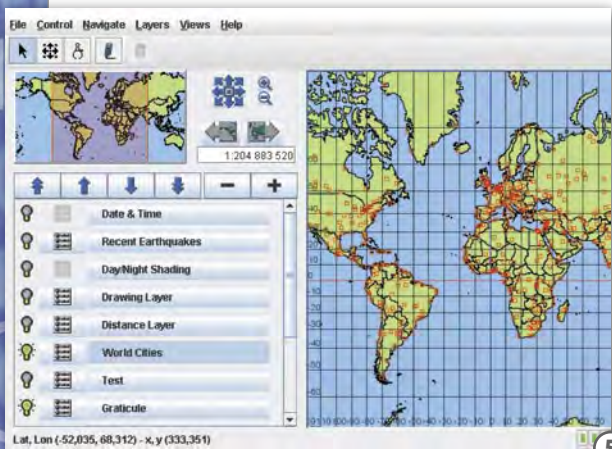 File Control Navigate Layers Views Help
1:204 883 520
Date & Time
Recent Earthquakes
Day/Night Shading
Drawing Layer
Distance Layer
World Cities
Test
Graticule
Lat, Lon (-52,035, 68,312) - x, y (333,351)